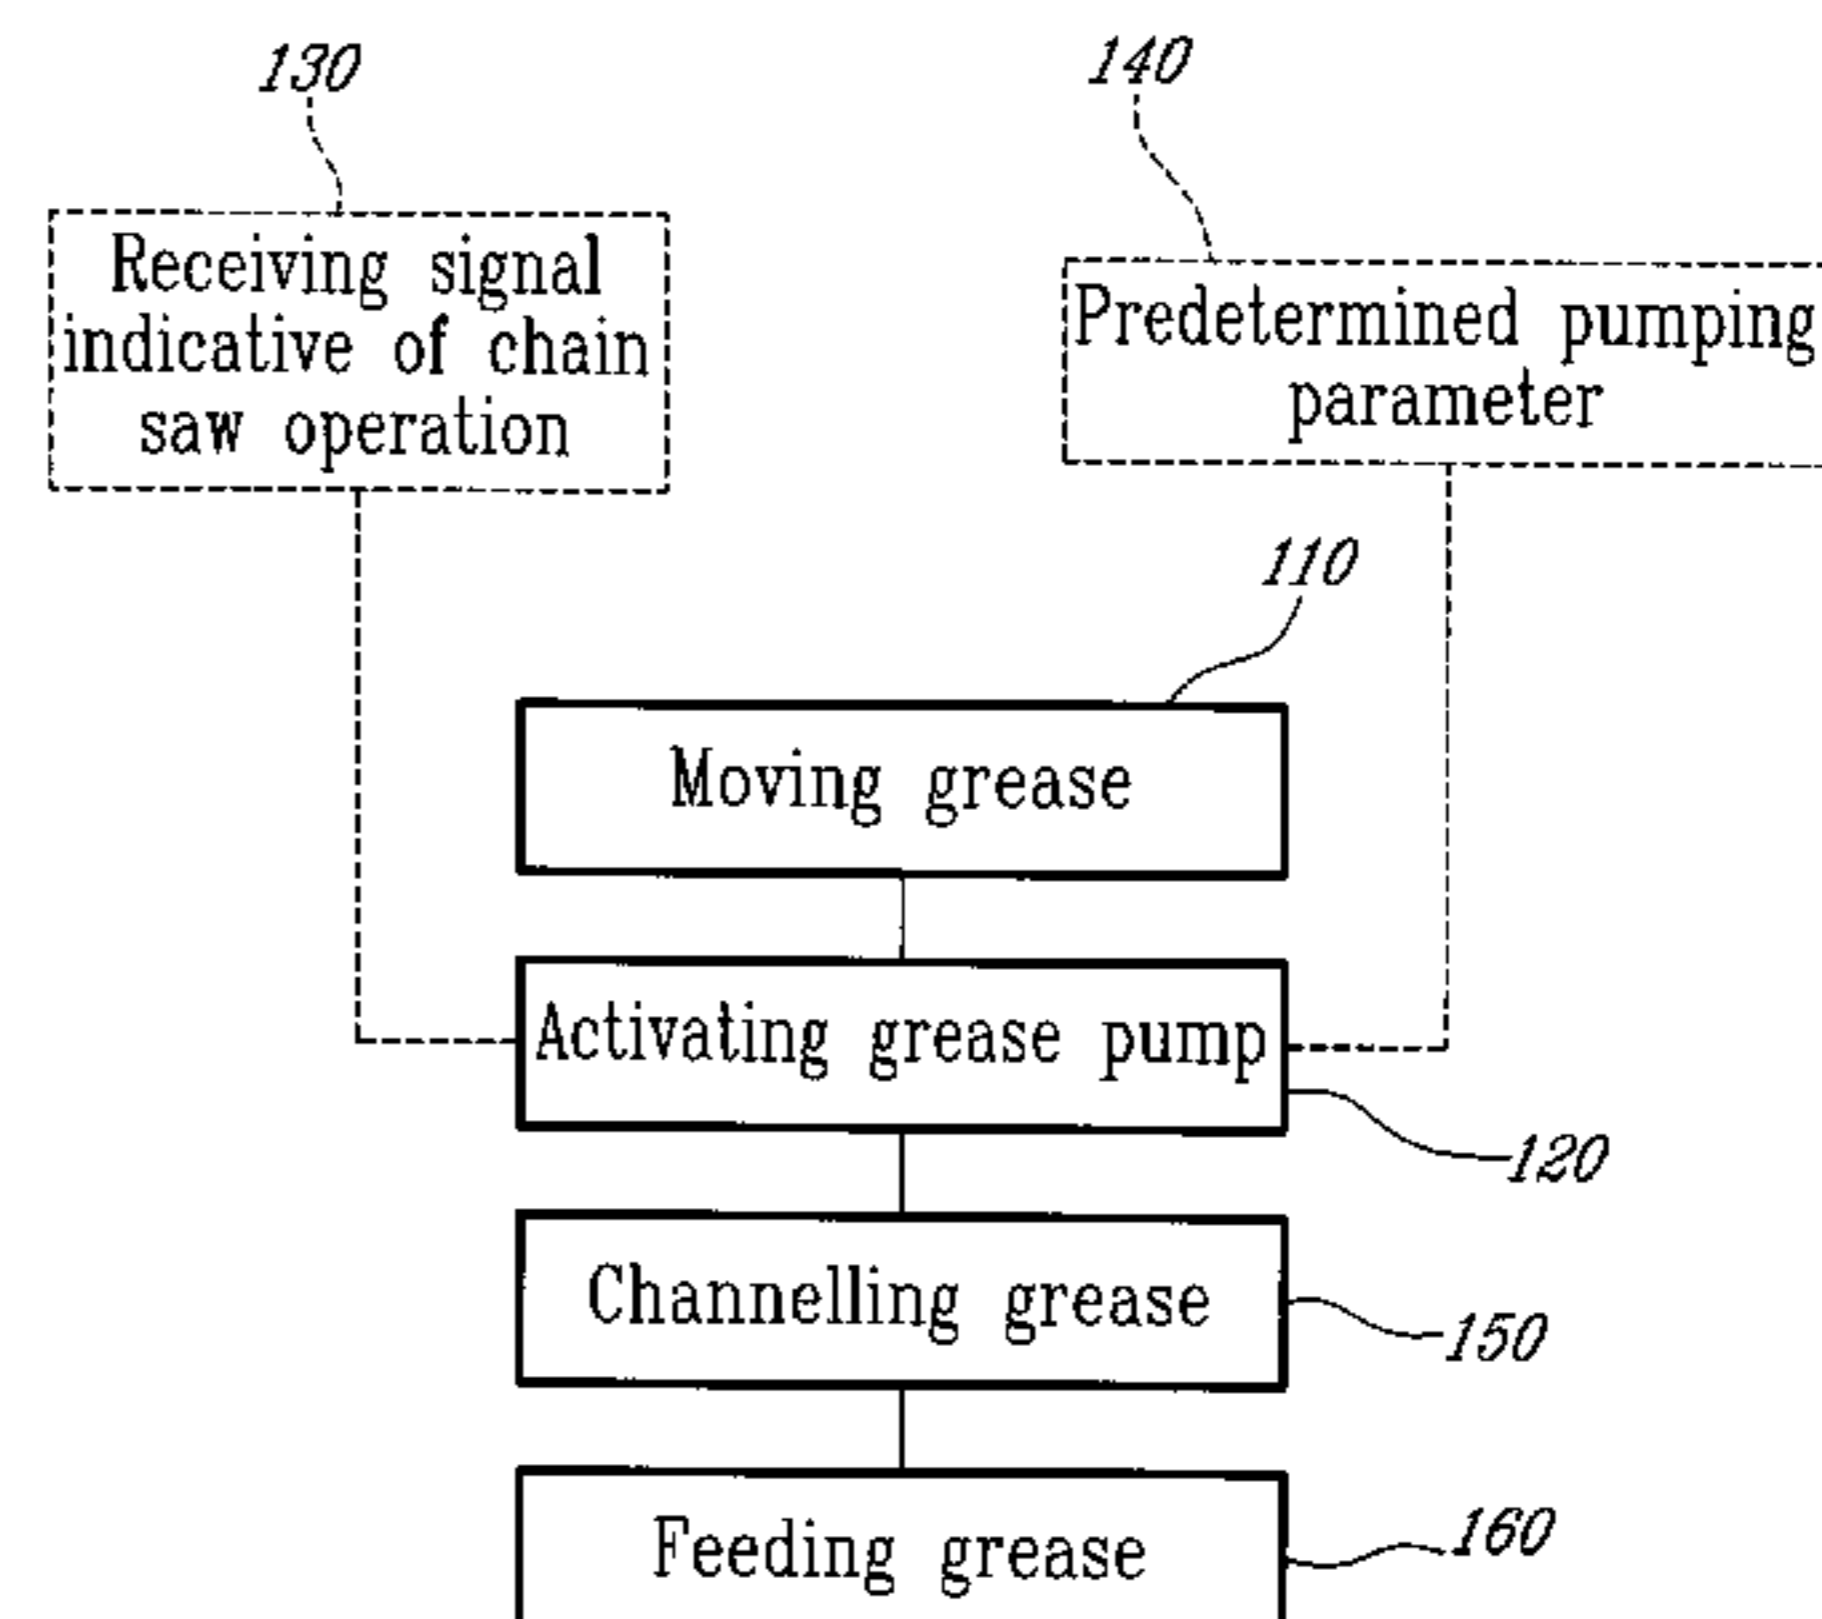 130
140
Receiving signal
indicative of chain
saw operation
Predetermined pumping
parameter
110
Moving grease
Activating grease pump
120
Channelling grease
150
Feeding grease
160